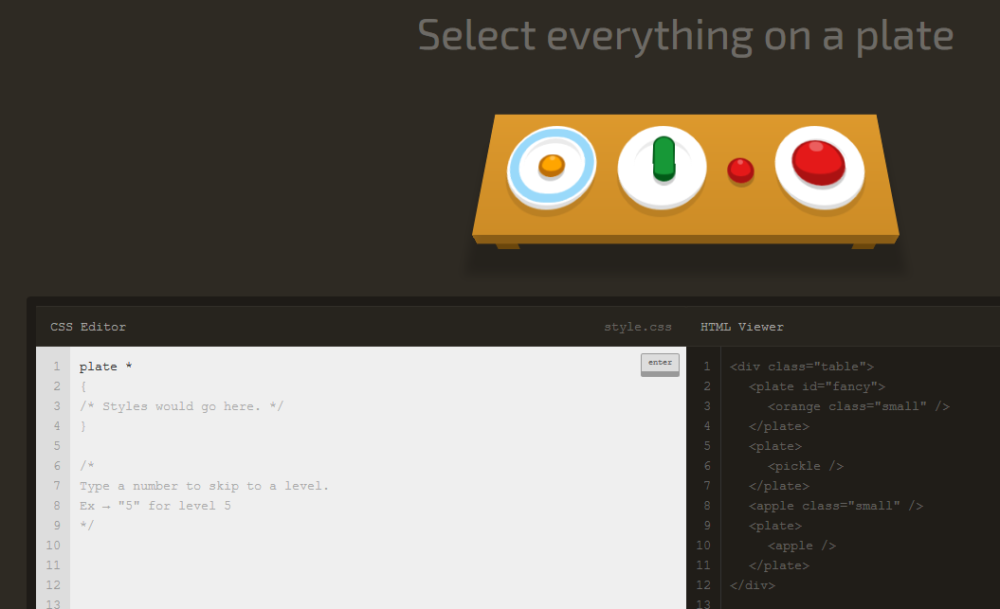 Select everything on a plate
CSS Editor
style.css
HTML Viewer
enter
1 plate *
2 {
3 /* Styles would go here. */
4 }
5
6 /*
7 Type a number to skip to a level.
8 Ex → "5" for level 5
9 */
10
11
12
13
1 <div class="table">
2 <plate id="fancy">
3 <orange class="small" />
4 </plate>
5 <plate>
6 <pickle />
7 </plate>
8 <apple class="small" />
9 <plate>
10 <apple />
11 </plate>
12 </div>
13